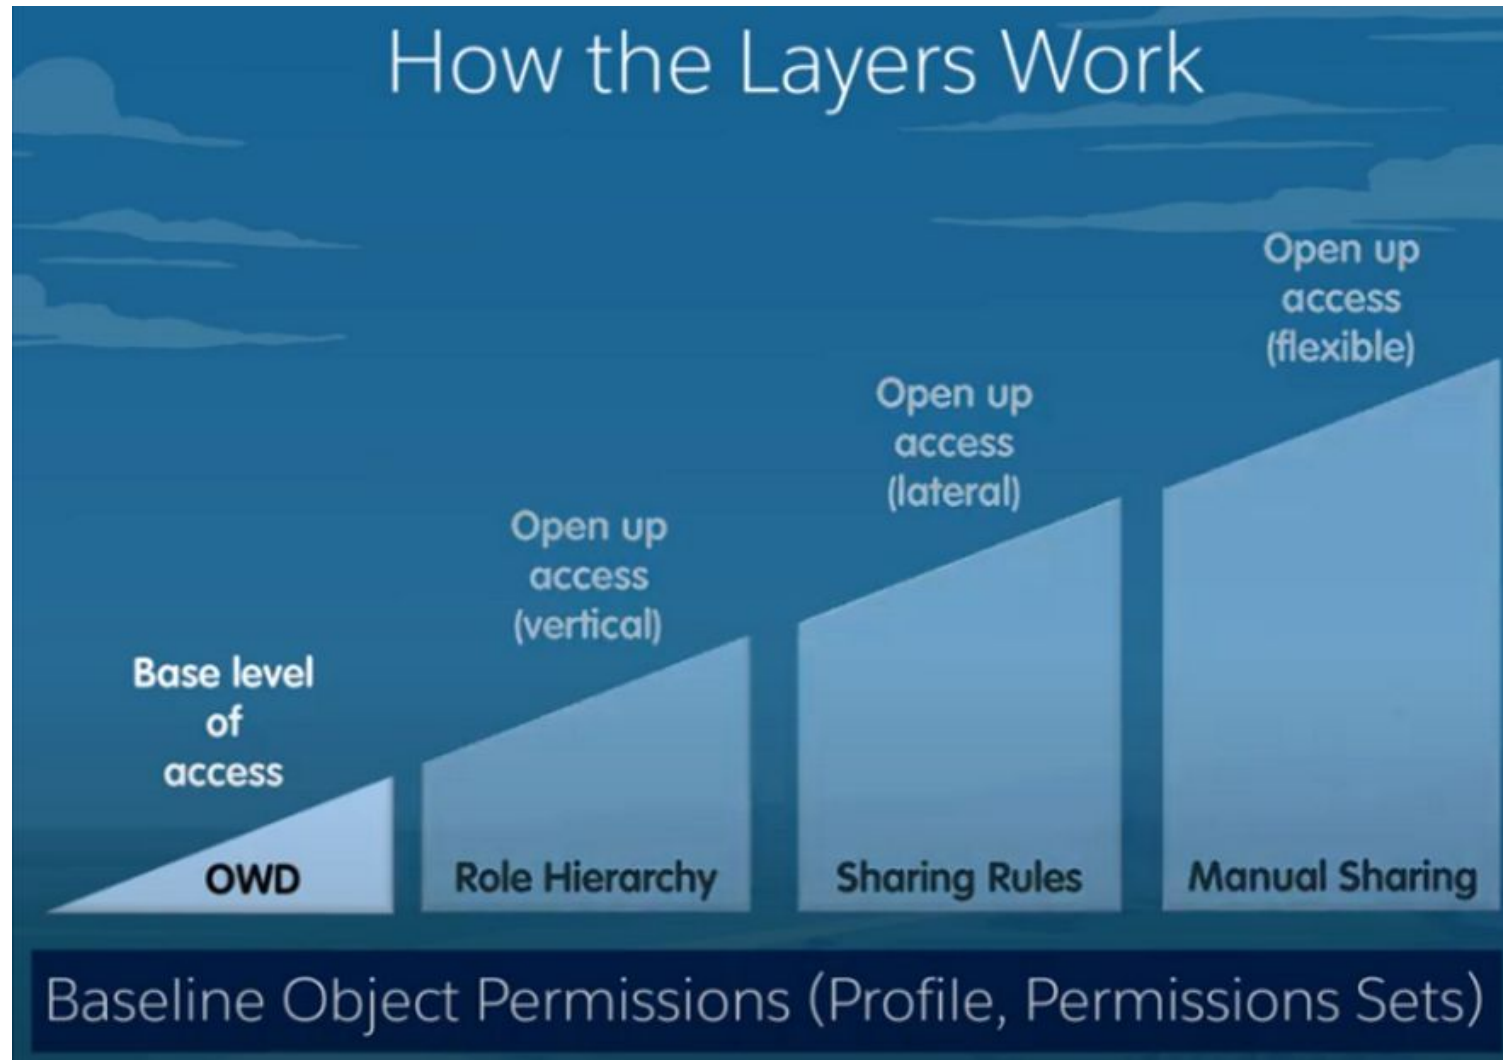 How the Layers Work
Open up
access
(flexible)
Open up
access
(lateral)
Open up
access
(vertical)
Base level
of
access
OWD
Role Hierarchy
Sharing Rules
Manual Sharing
Baseline Object Permissions (Profile, Permissions Sets)